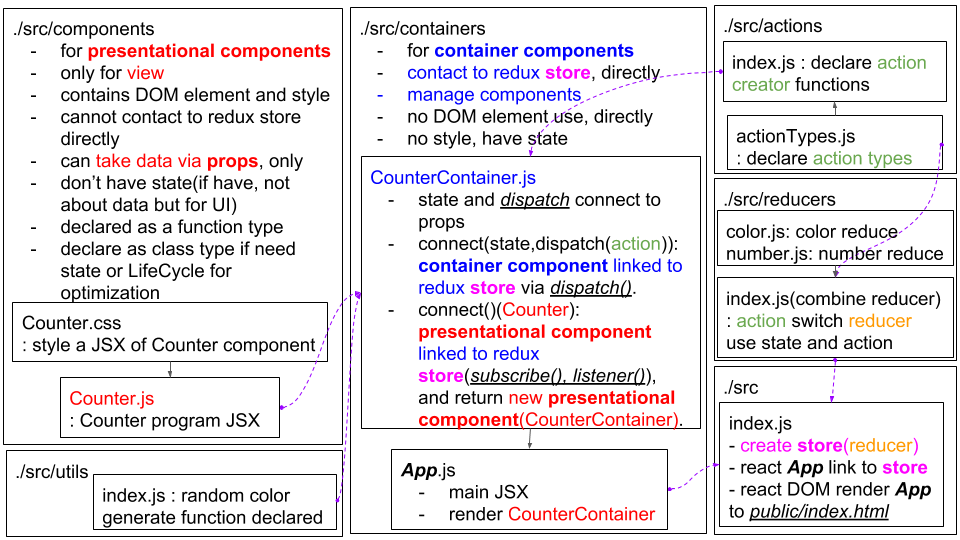 ./src/components
- for presentational components
- only for view
- contains DOM element and style
- cannot contact to redux store
directly
- can take data via props, only
- don't have state(if have, not
about data but for UI)
- declared as a function type
- declare as class type if need
state or LifeCycle for
optimization
Counter.css
: style a JSX of Counter component
Counter.js
: Counter program JSX
./src/utils
index.js : random color
generate function declared
./src/containers
- for container components
- contact to redux store, directly
- manage components
- no DOM element use, directly
- no style, have state
CounterContainer.js
- state and dispatch connect to
props
- connect(state,dispatch(action)):
container component linked to
redux store via dispatch().
- connect()(Counter):
presentational component
linked to redux
store(subscribe(), listener()),
and return new presentational
component(CounterContainer).
App.js
- main JSX
- render CounterContainer
./src/actions
index.js : declare action
creator functions
actionTypes.js
: declare action types
./src/reducers
color.js: color reduce
number.js: number reduce
index.js(combine reducer)
: action switch reducer
use state and action
./src
index.js
- create store(reducer)
- react App link to store
- react DOM render App
to public/index.html